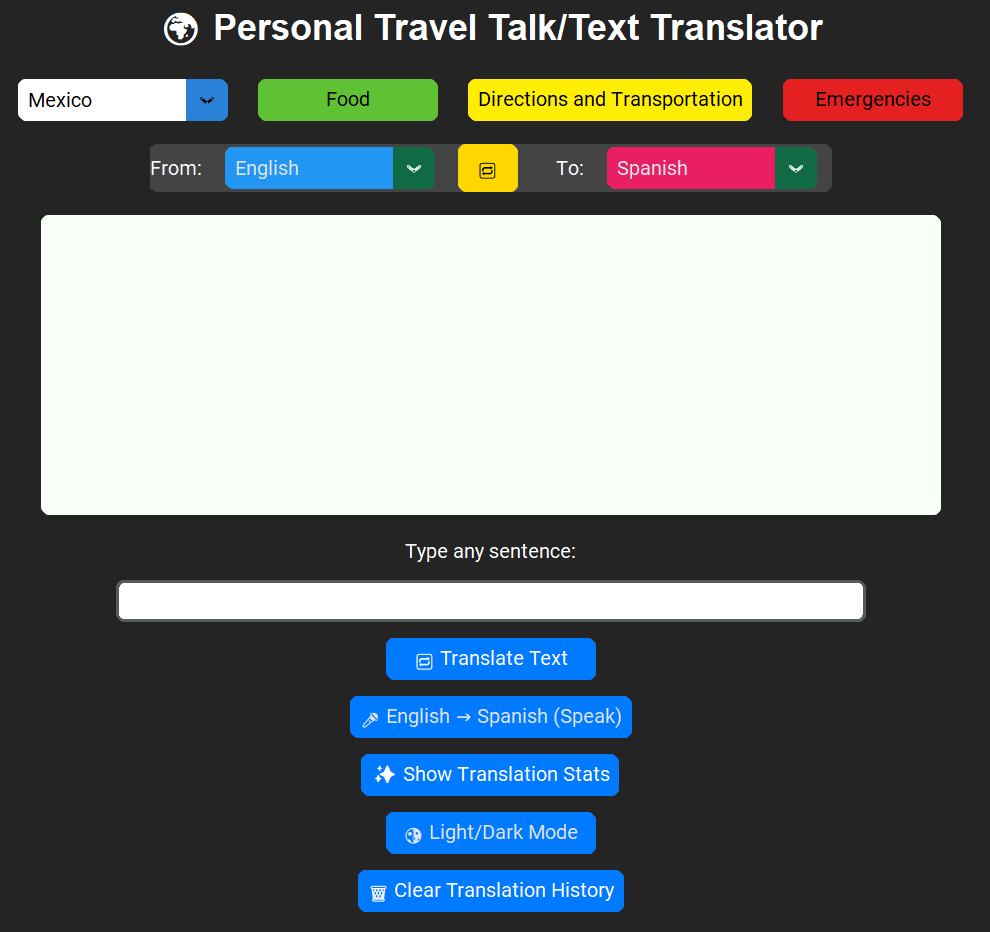 Personal Travel Talk/Text Translator
Mexico Food Directions and Transportation Emergencies
From: English To: Spanish
Type any sentence:
Translate Text
English → Spanish (Speak)
Show Translation Stats
Light/Dark Mode
Clear Translation History